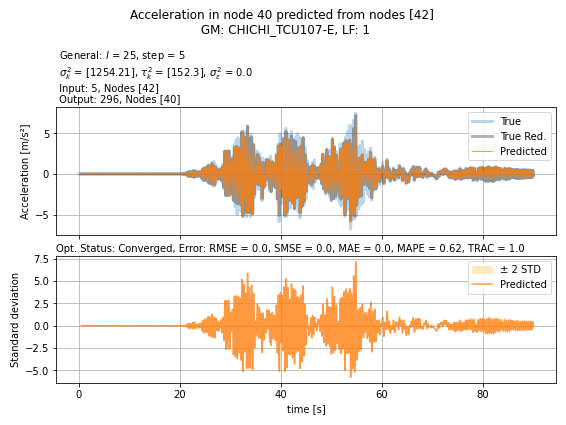 Acceleration in node 40 predicted from nodes [42]
GM: CHICHI_TCU107-E, LF: 1
General: l = 25, step = 5
σ²ₖ = [1254.21], τ²ₖ = [152.3], σ²ε = 0.0
Input: 5, Nodes [42]
Output: 296, Nodes [40]
Acceleration [m/s²]
5
0
−5
True
True Red.
Predicted
Opt. Status: Converged, Error: RMSE = 0.0, SMSE = 0.0, MAE = 0.0, MAPE = 0.62, TRAC = 1.0
Standard deviation
7.5
5.0
2.5
0.0
−2.5
−5.0
± 2 STD
Predicted
0 20 40 60 80
time [s]